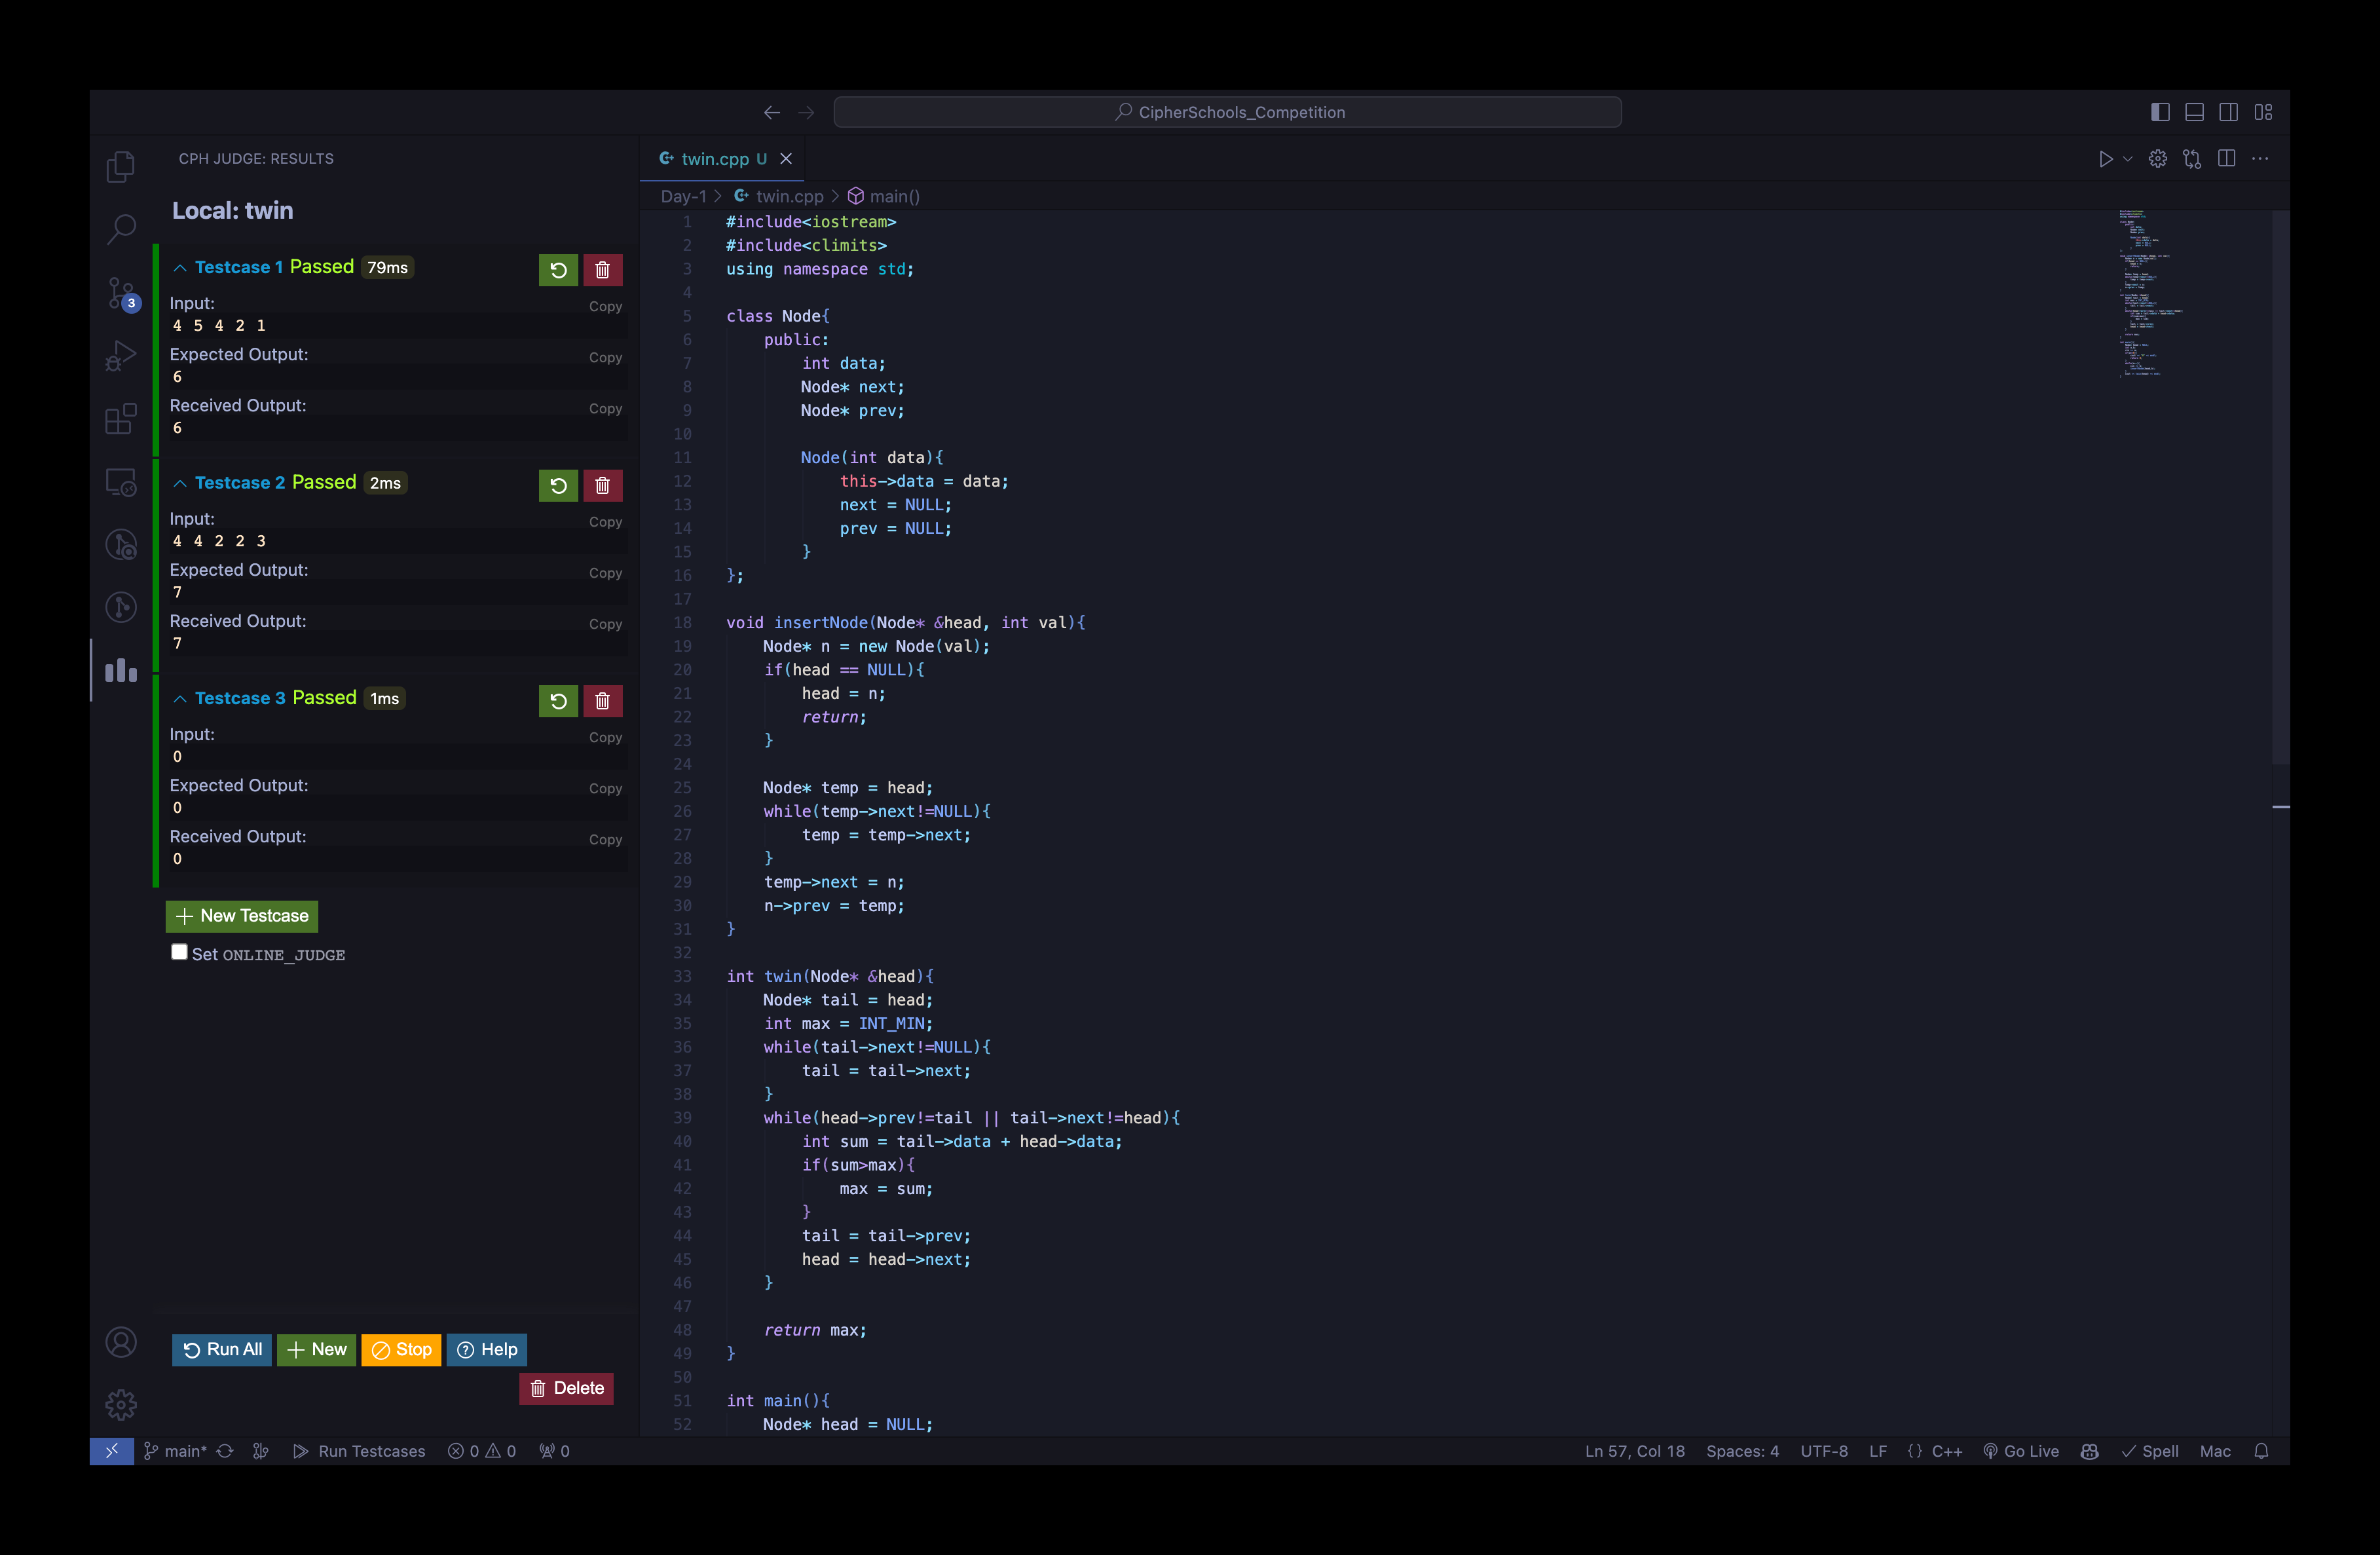 CipherSchools_Competition
CPH JUDGE: RESULTS
Local: twin
Testcase 1 Passed 79ms
Input:
Copy
4 5 4 2 1
Expected Output:
Copy
6
Received Output:
Copy
6
Testcase 2 Passed 2ms
Input:
Copy
4 4 2 2 3
Expected Output:
Copy
7
Received Output:
Copy
7
Testcase 3 Passed 1ms
Input:
Copy
0
Expected Output:
Copy
0
Received Output:
Copy
0
New Testcase
Set ONLINE_JUDGE
Run All
New
Stop
Help
Delete
3
twin.cpp U
Day-1 > twin.cpp > main()
1 #include<iostream>
2 #include<climits>
3 using namespace std;
4
5 class Node{
6     public:
7         int data;
8         Node* next;
9         Node* prev;
10
11         Node(int data){
12             this->data = data;
13             next = NULL;
14             prev = NULL;
15         }
16 };
17
18 void insertNode(Node* &head, int val){
19     Node* n = new Node(val);
20     if(head == NULL){
21         head = n;
22         return;
23     }
24
25     Node* temp = head;
26     while(temp->next!=NULL){
27         temp = temp->next;
28     }
29     temp->next = n;
30     n->prev = temp;
31 }
32
33 int twin(Node* &head){
34     Node* tail = head;
35     int max = INT_MIN;
36     while(tail->next!=NULL){
37         tail = tail->next;
38     }
39     while(head->prev!=tail || tail->next!=head){
40         int sum = tail->data + head->data;
41         if(sum>max){
42             max = sum;
43         }
44         tail = tail->prev;
45         head = head->next;
46     }
47
48     return max;
49 }
50
51 int main(){
52     Node* head = NULL;
main*
Run Testcases
0
0
0
Ln 57, Col 18
Spaces: 4
UTF-8
LF
{} C++
Go Live
Spell
Mac